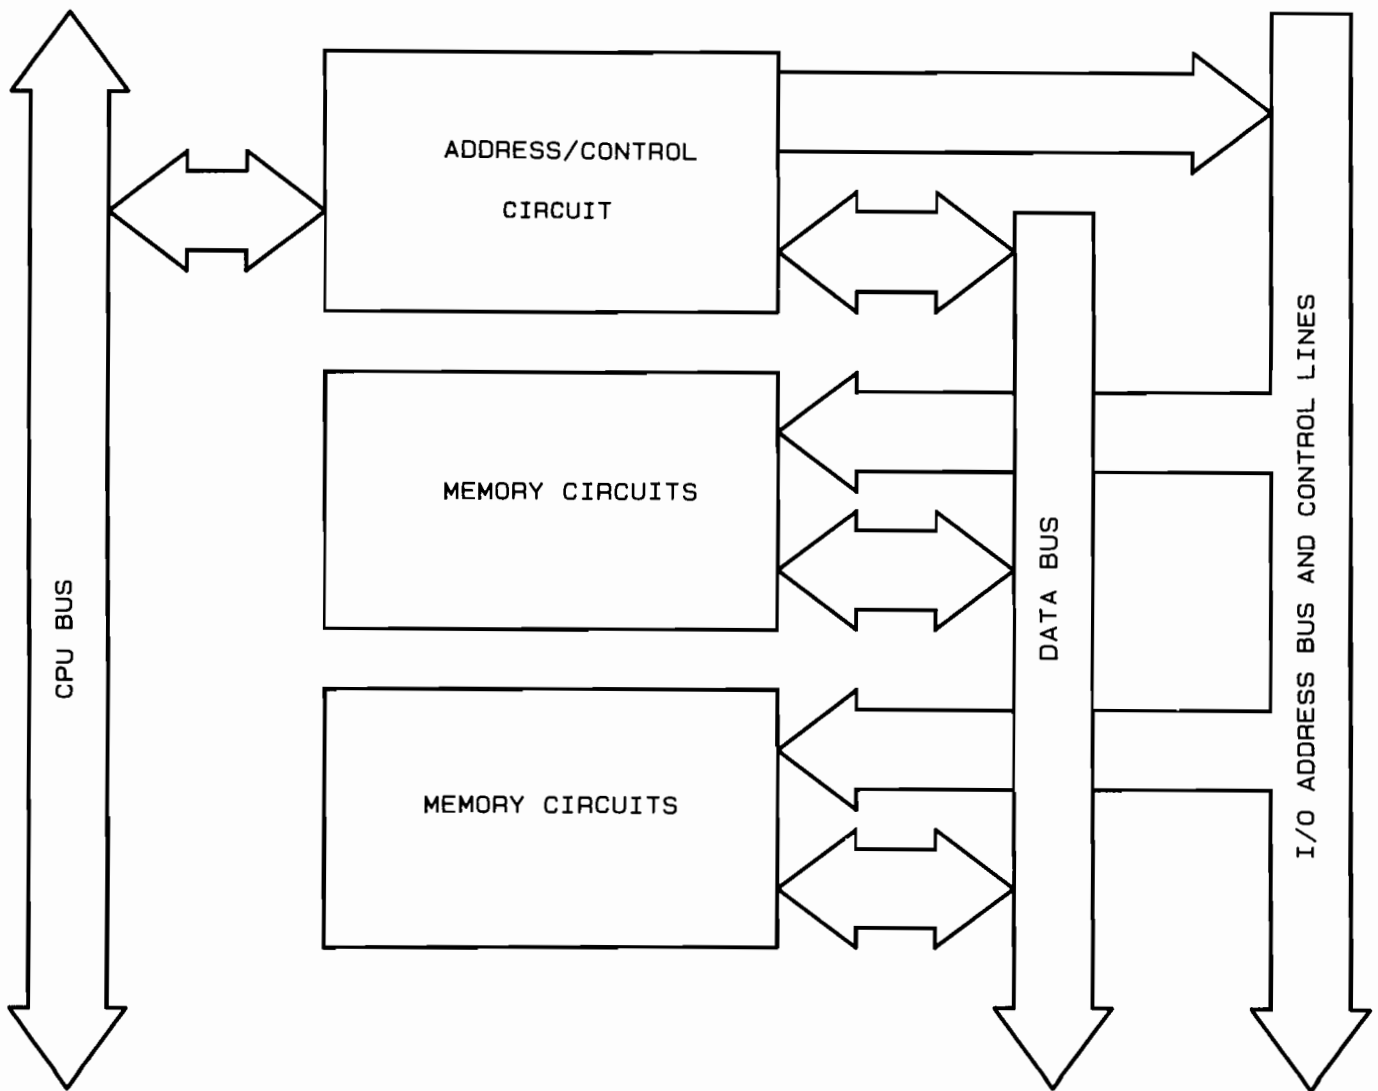 ADDRESS/CONTROL
CIRCUIT
MEMORY CIRCUITS
MEMORY CIRCUITS
CPU BUS
DATA BUS
I/O ADDRESS BUS AND CONTROL LINES